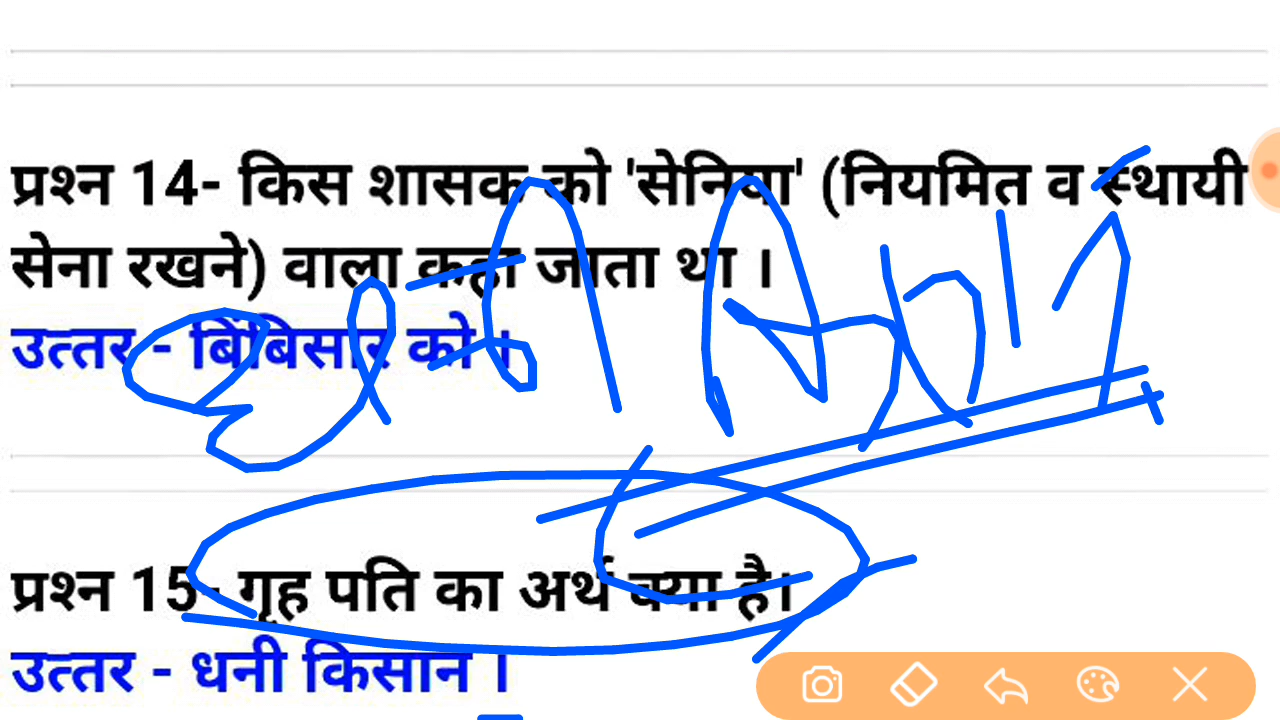 प्रश्न 14- किस शासक को 'सेनिया' (नियमित व स्थायी
सेना रखने) वाला कहा जाता था ।
उत्तर - बिंबिसार को ।
प्रश्न 15- गृह पति का अर्थ क्या है।
उत्तर - धनी किसान ।